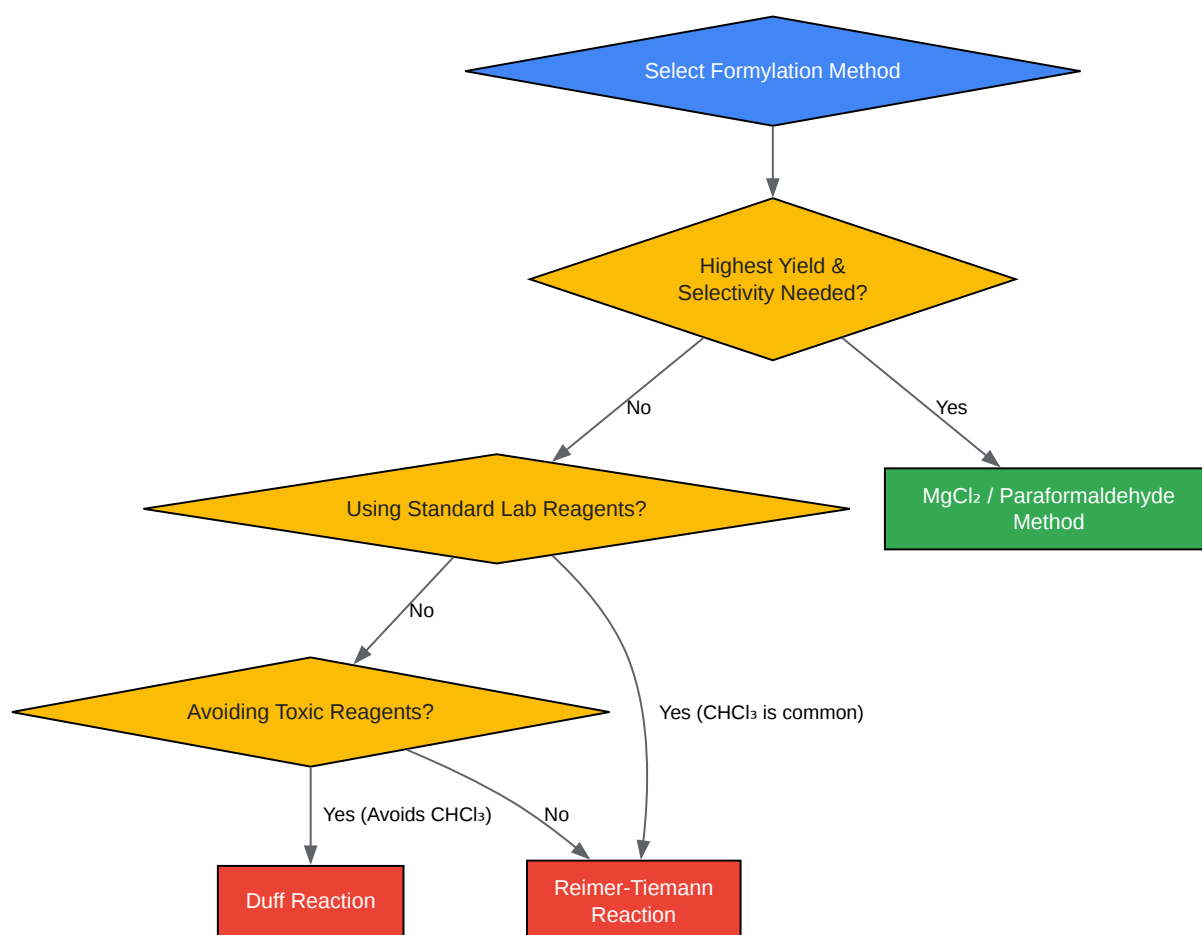 Select Formylation Method
Highest Yield &
Selectivity Needed?
No
Yes
MgCl₂ / Paraformaldehyde
Method
Using Standard Lab Reagents?
No
Yes (CHCl₃ is common)
Avoiding Toxic Reagents?
Yes (Avoids CHCl₃)
No
Duff Reaction
Reimer-Tiemann
Reaction